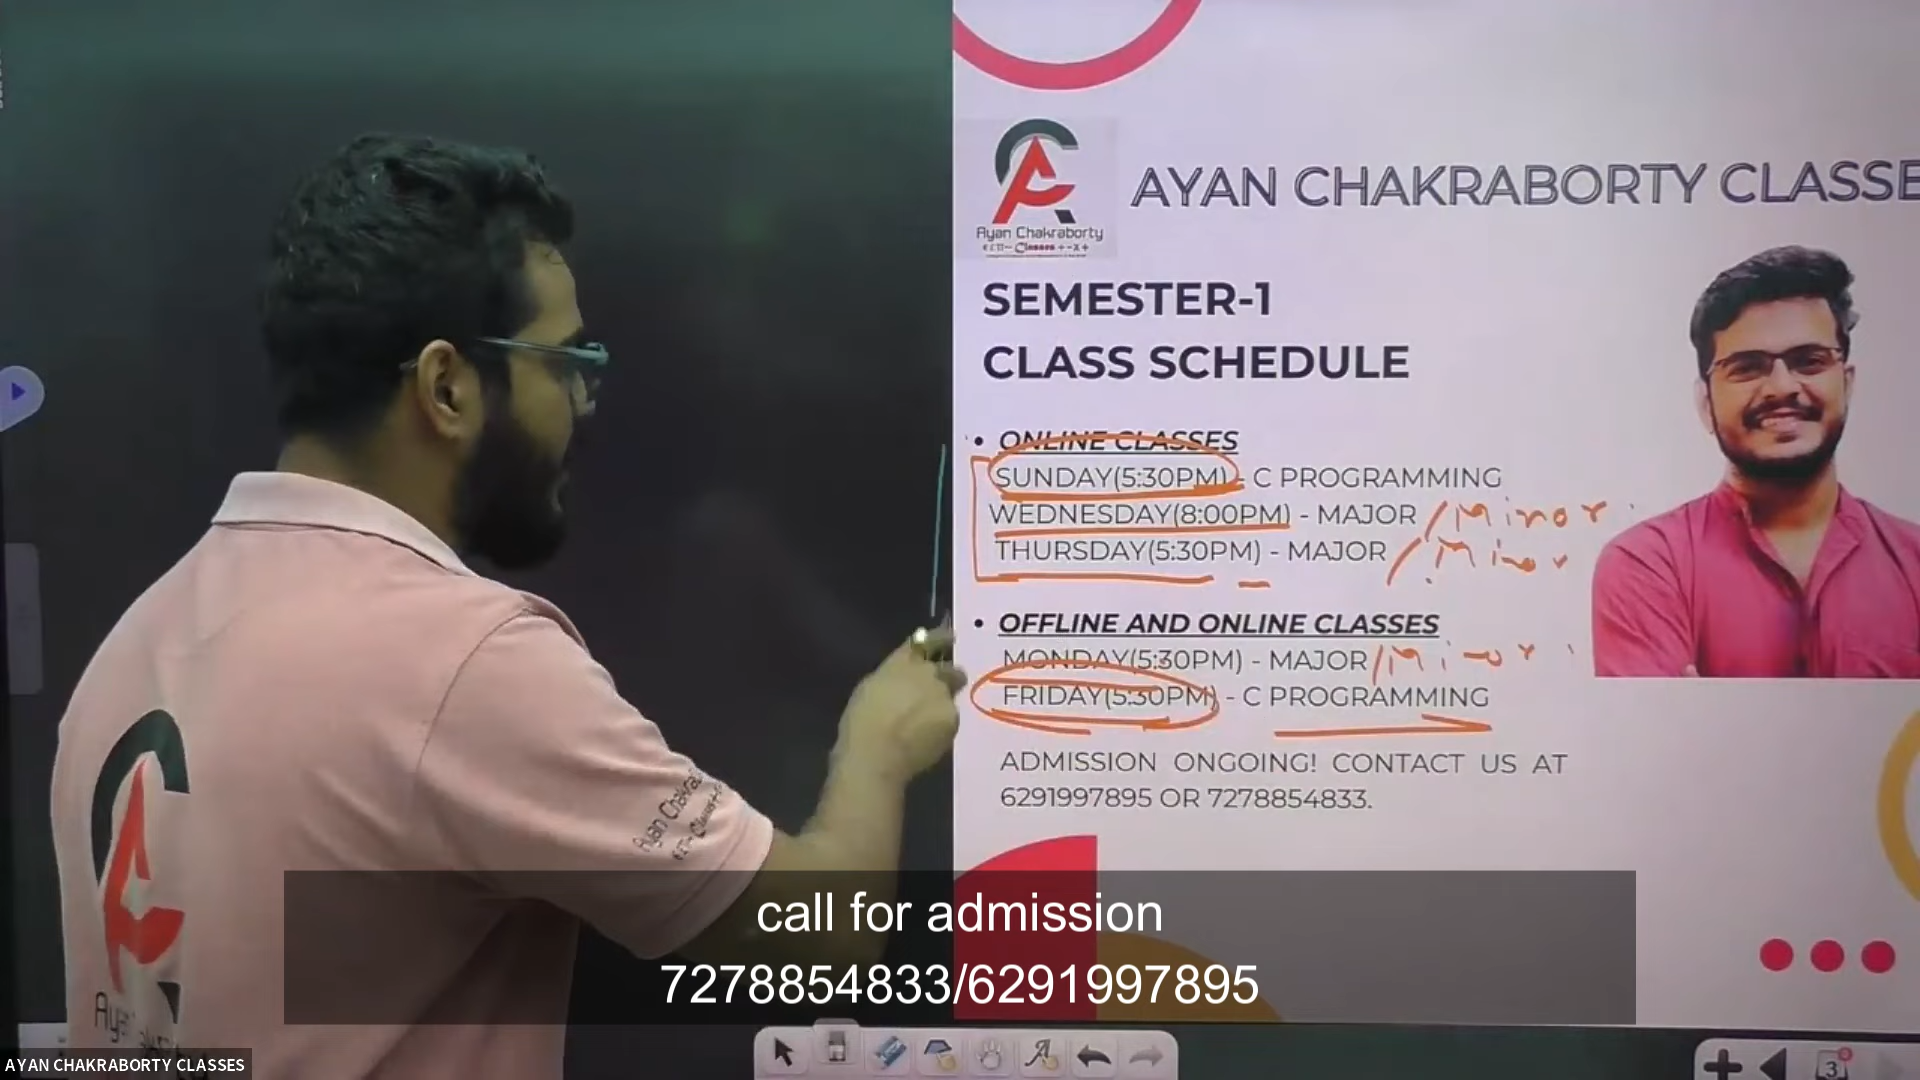 AYAN CHAKRABORTY CLASSE
Ayan Chakraborty
Classes
SEMESTER-1
CLASS SCHEDULE
• ONLINE CLASSES
SUNDAY(5:30PM) - C PROGRAMMING
WEDNESDAY(8:00PM) - MAJOR / Minor
THURSDAY(5:30PM) - MAJOR / Minor
• OFFLINE AND ONLINE CLASSES
MONDAY(5:30PM) - MAJOR / Minor
FRIDAY(5:30PM) - C PROGRAMMING
ADMISSION ONGOING! CONTACT US AT
6291997895 OR 7278854833.
call for admission
7278854833/6291997895
AYAN CHAKRABORTY CLASSES
3